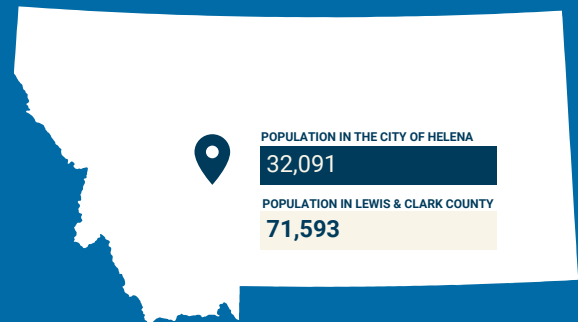 POPULATION IN THE CITY OF HELENA
32,091
POPULATION IN LEWIS & CLARK COUNTY
71,593